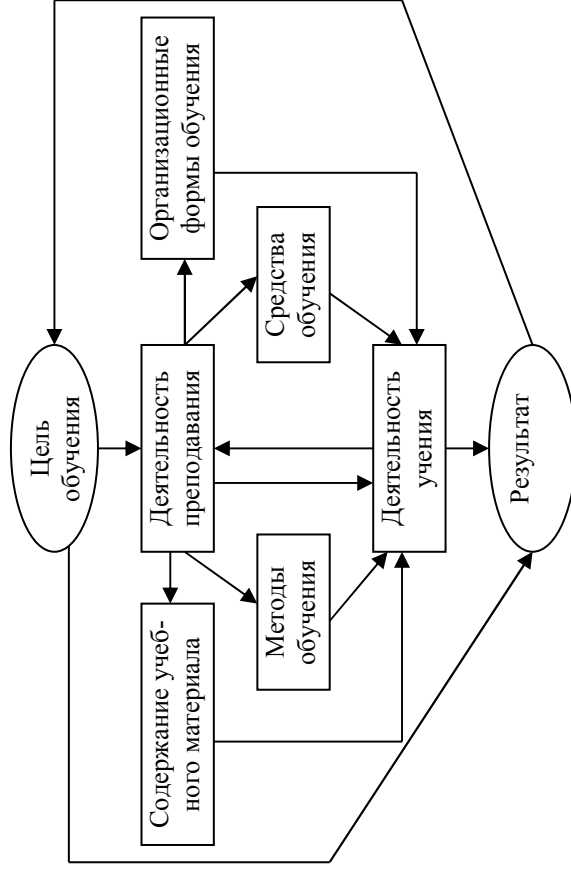 Цель
обучения
Содержание учеб-
ного материала
Деятельность
преподавания
Организационные
формы обучения
Методы
обучения
Средства
обучения
Деятельность
учения
Результат